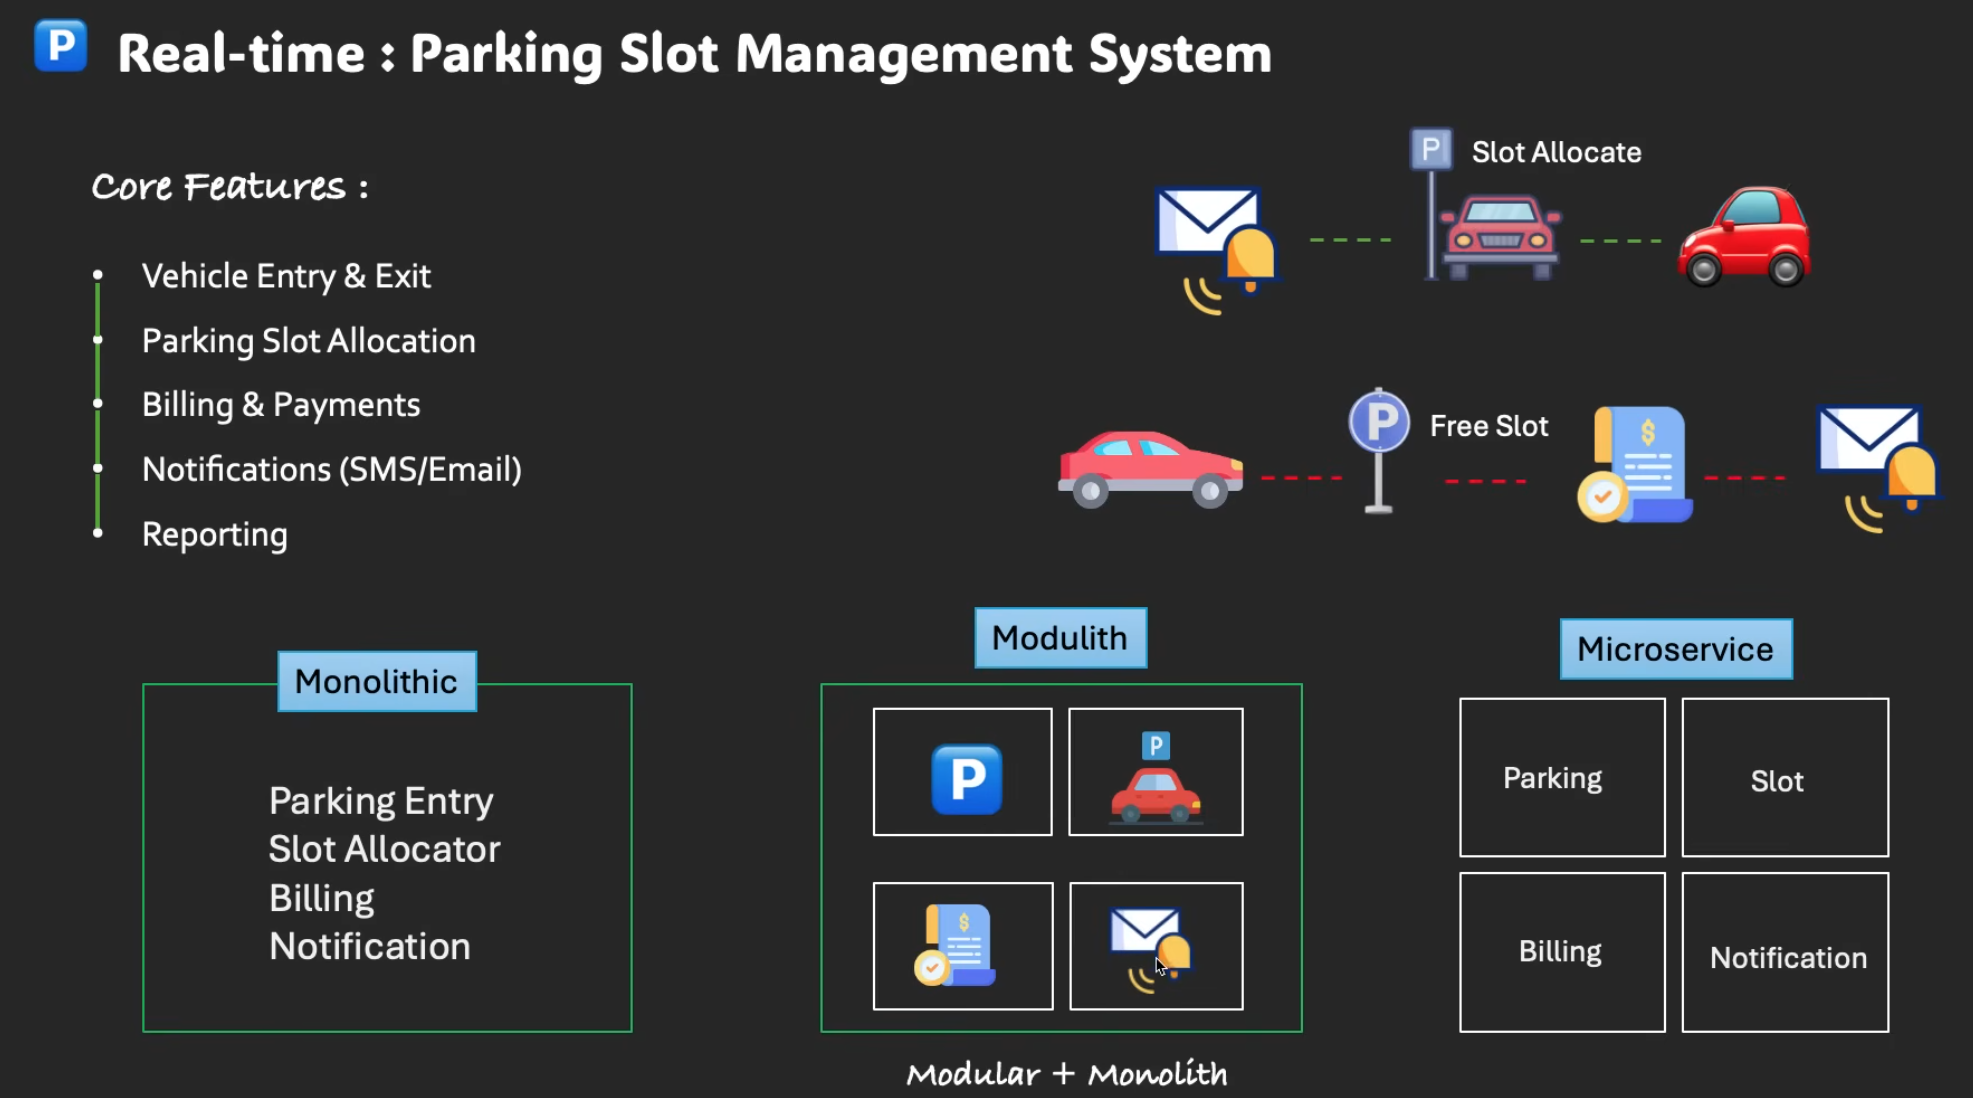 P Real-time : Parking Slot Management System
Core Features :
Vehicle Entry & Exit
Parking Slot Allocation
Billing & Payments
Notifications (SMS/Email)
Reporting
P Slot Allocate
P Free Slot
$
Monolithic
Parking Entry
Slot Allocator
Billing
Notification
Modulith
P
P
$
Modular + Monolith
Microservice
Parking
Slot
Billing
Notification